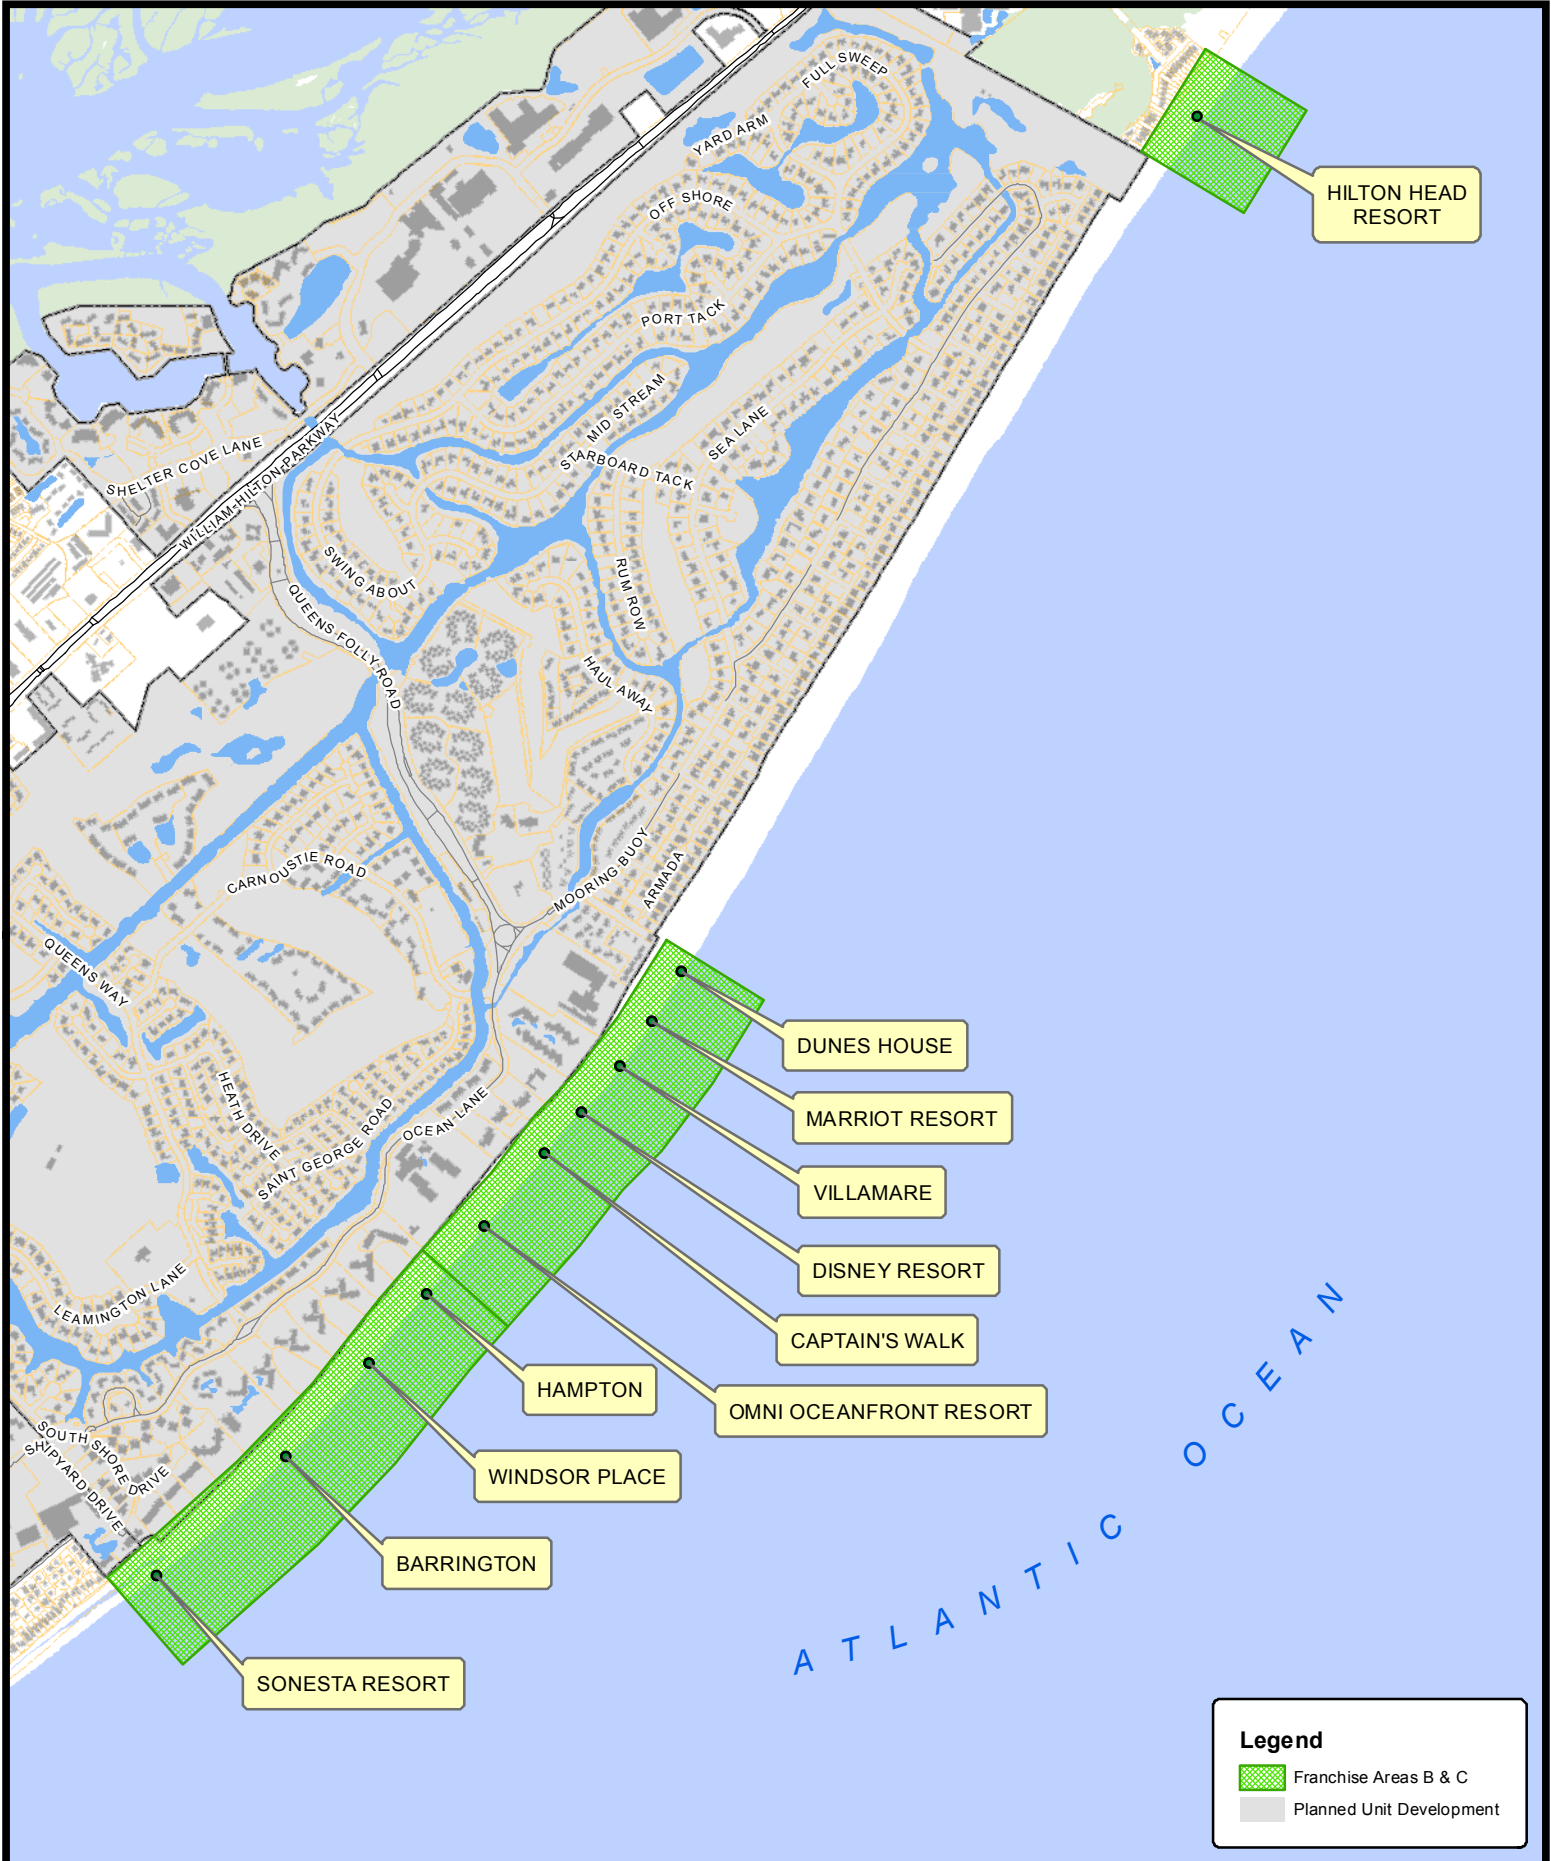 FULL SWEEP
YARD ARM
OFF SHORE
HILTON HEAD
RESORT
PORT TACK
MID STREAM
SEA LANE
STARBOARD TACK
SHELTER COVE LANE
WILLIAM HILTON PARKWAY
SWING ABOUT
RUM ROW
QUEENS FOLLY ROAD
HAUL AWAY
MOORING BUOY
ARMADA
CARNOUSTIE ROAD
QUEENS WAY
DUNES HOUSE
MARRIOT RESORT
HEATH DRIVE
SAINT GEORGE ROAD
OCEAN LANE
VILLAMARE
DISNEY RESORT
LEAMINGTON LANE
CAPTAIN'S WALK
HAMPTON
OMNI OCEANFRONT RESORT
SOUTH SHORE DRIVE
SHIPYARD DRIVE
WINDSOR PLACE
BARRINGTON
SONESTA RESORT
ATLANTIC OCEAN
Legend
Franchise Areas B & C
Planned Unit Development